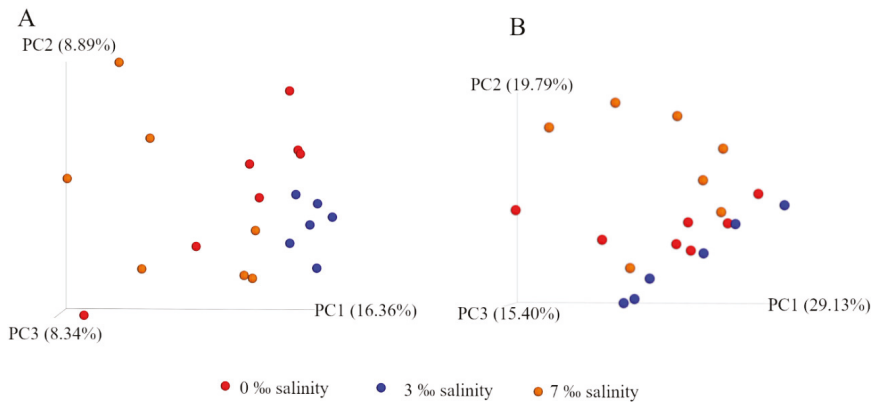 A
PC2 (8.89%)
PC1 (16.36%)
PC3 (8.34%)
B
PC2 (19.79%)
PC3 (15.40%)
PC1 (29.13%)
0 ‰ salinity
3 ‰ salinity
7 ‰ salinity